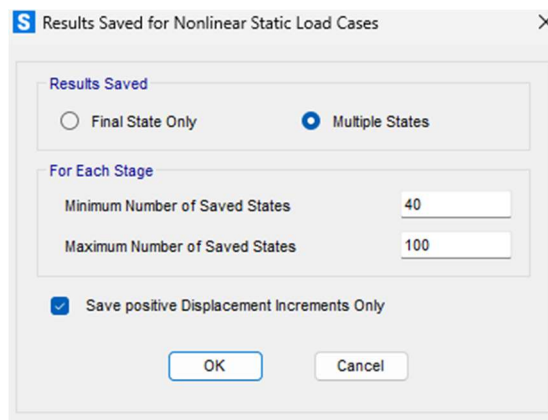 S Results Saved for Nonlinear Static Load Cases
Results Saved
Final State Only Multiple States
For Each Stage
Minimum Number of Saved States 40
Maximum Number of Saved States 100
Save positive Displacement Increments Only
OK Cancel